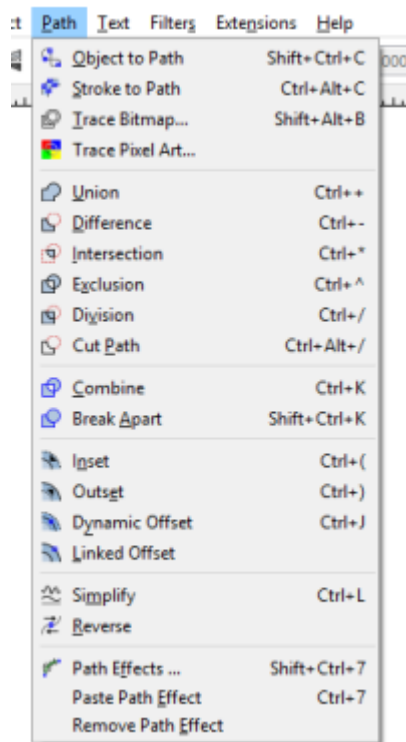 ct Path Text Filters Extensions Help
000
Object to Path Shift+Ctrl+C
Stroke to Path Ctrl+Alt+C
Trace Bitmap... Shift+Alt+B
Trace Pixel Art...
Union Ctrl++
Difference Ctrl+-
Intersection Ctrl+*
Exclusion Ctrl+^
Division Ctrl+/
Cut Path Ctrl+Alt+/
Combine Ctrl+K
Break Apart Shift+Ctrl+K
Inset Ctrl+(
Outset Ctrl+)
Dynamic Offset Ctrl+J
Linked Offset
Simplify Ctrl+L
Reverse
Path Effects ... Shift+Ctrl+7
Paste Path Effect Ctrl+7
Remove Path Effect